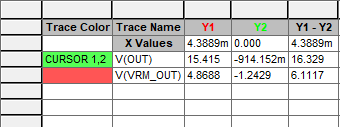 Trace Color Trace Name Y1 Y2 Y1 - Y2
X Values 4.3889m 0.000 4.3889m
CURSOR 1,2 V(OUT) 15.415 -914.152m 16.329
V(VRM_OUT) 4.8688 -1.2429 6.1117